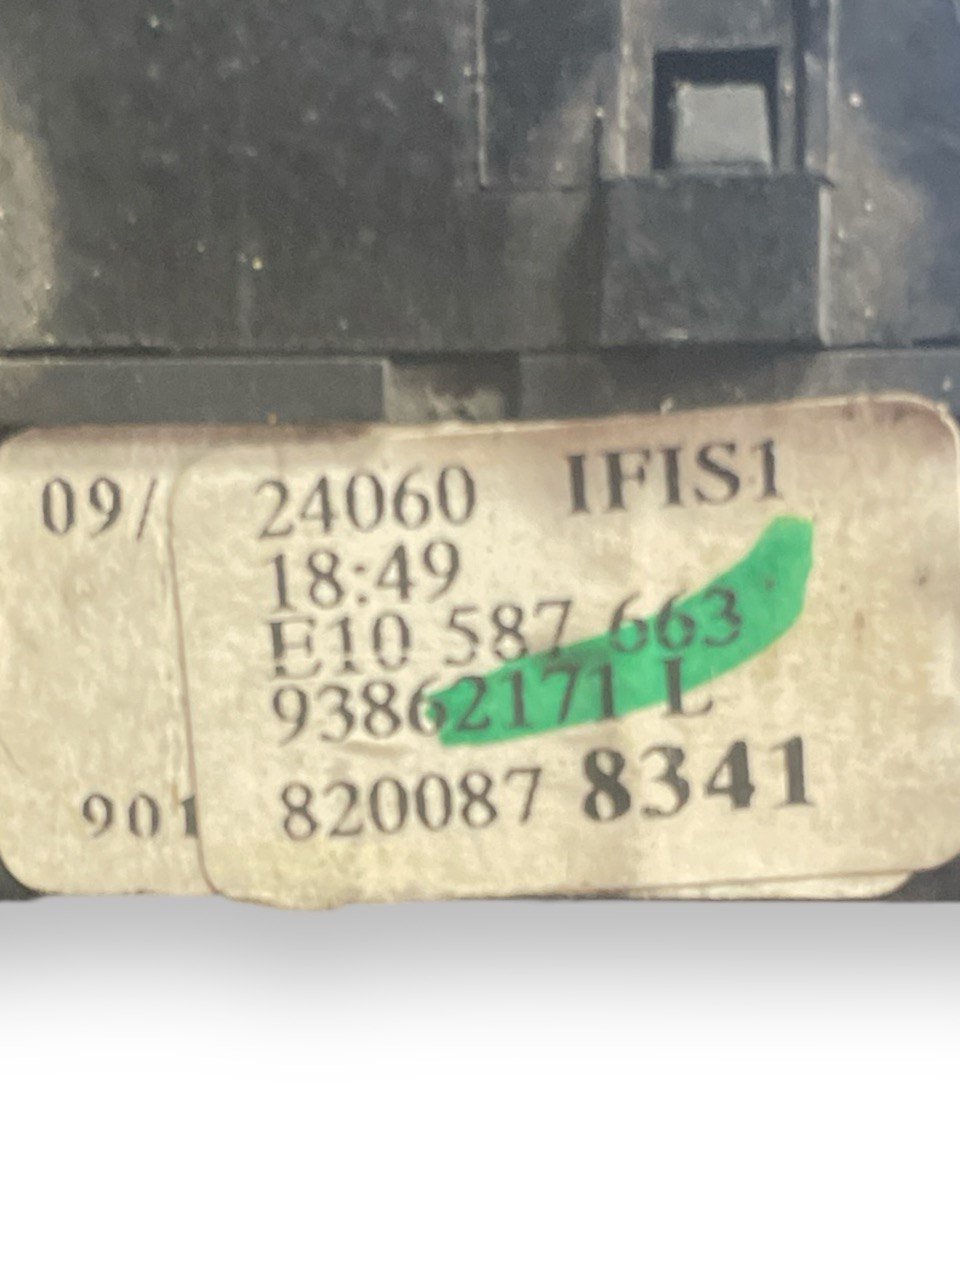 09/
24060 IFIS1
18:49
E10 587 663
93862171 L
820087 8341
901